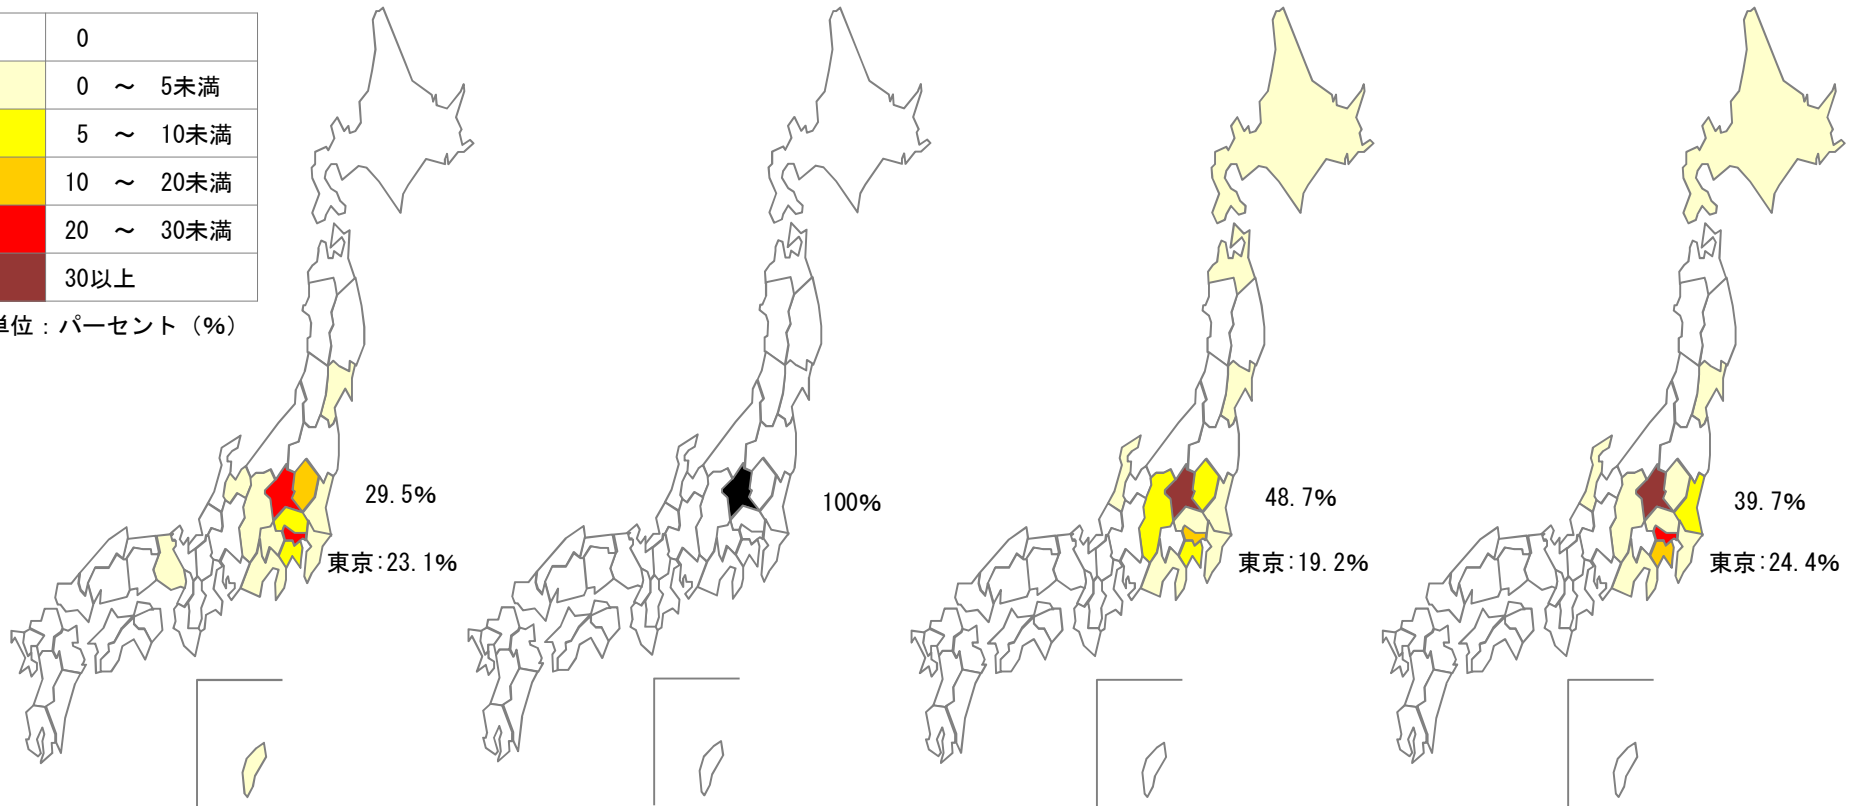 0
0 ～ 5未満
5 ～ 10未満
10 ～ 20未満
20 ～ 30未満
30以上
単位：パーセント（%）
29.5%
東京：23.1%
100%
48.7%
東京：19.2%
39.7%
東京：24.4%